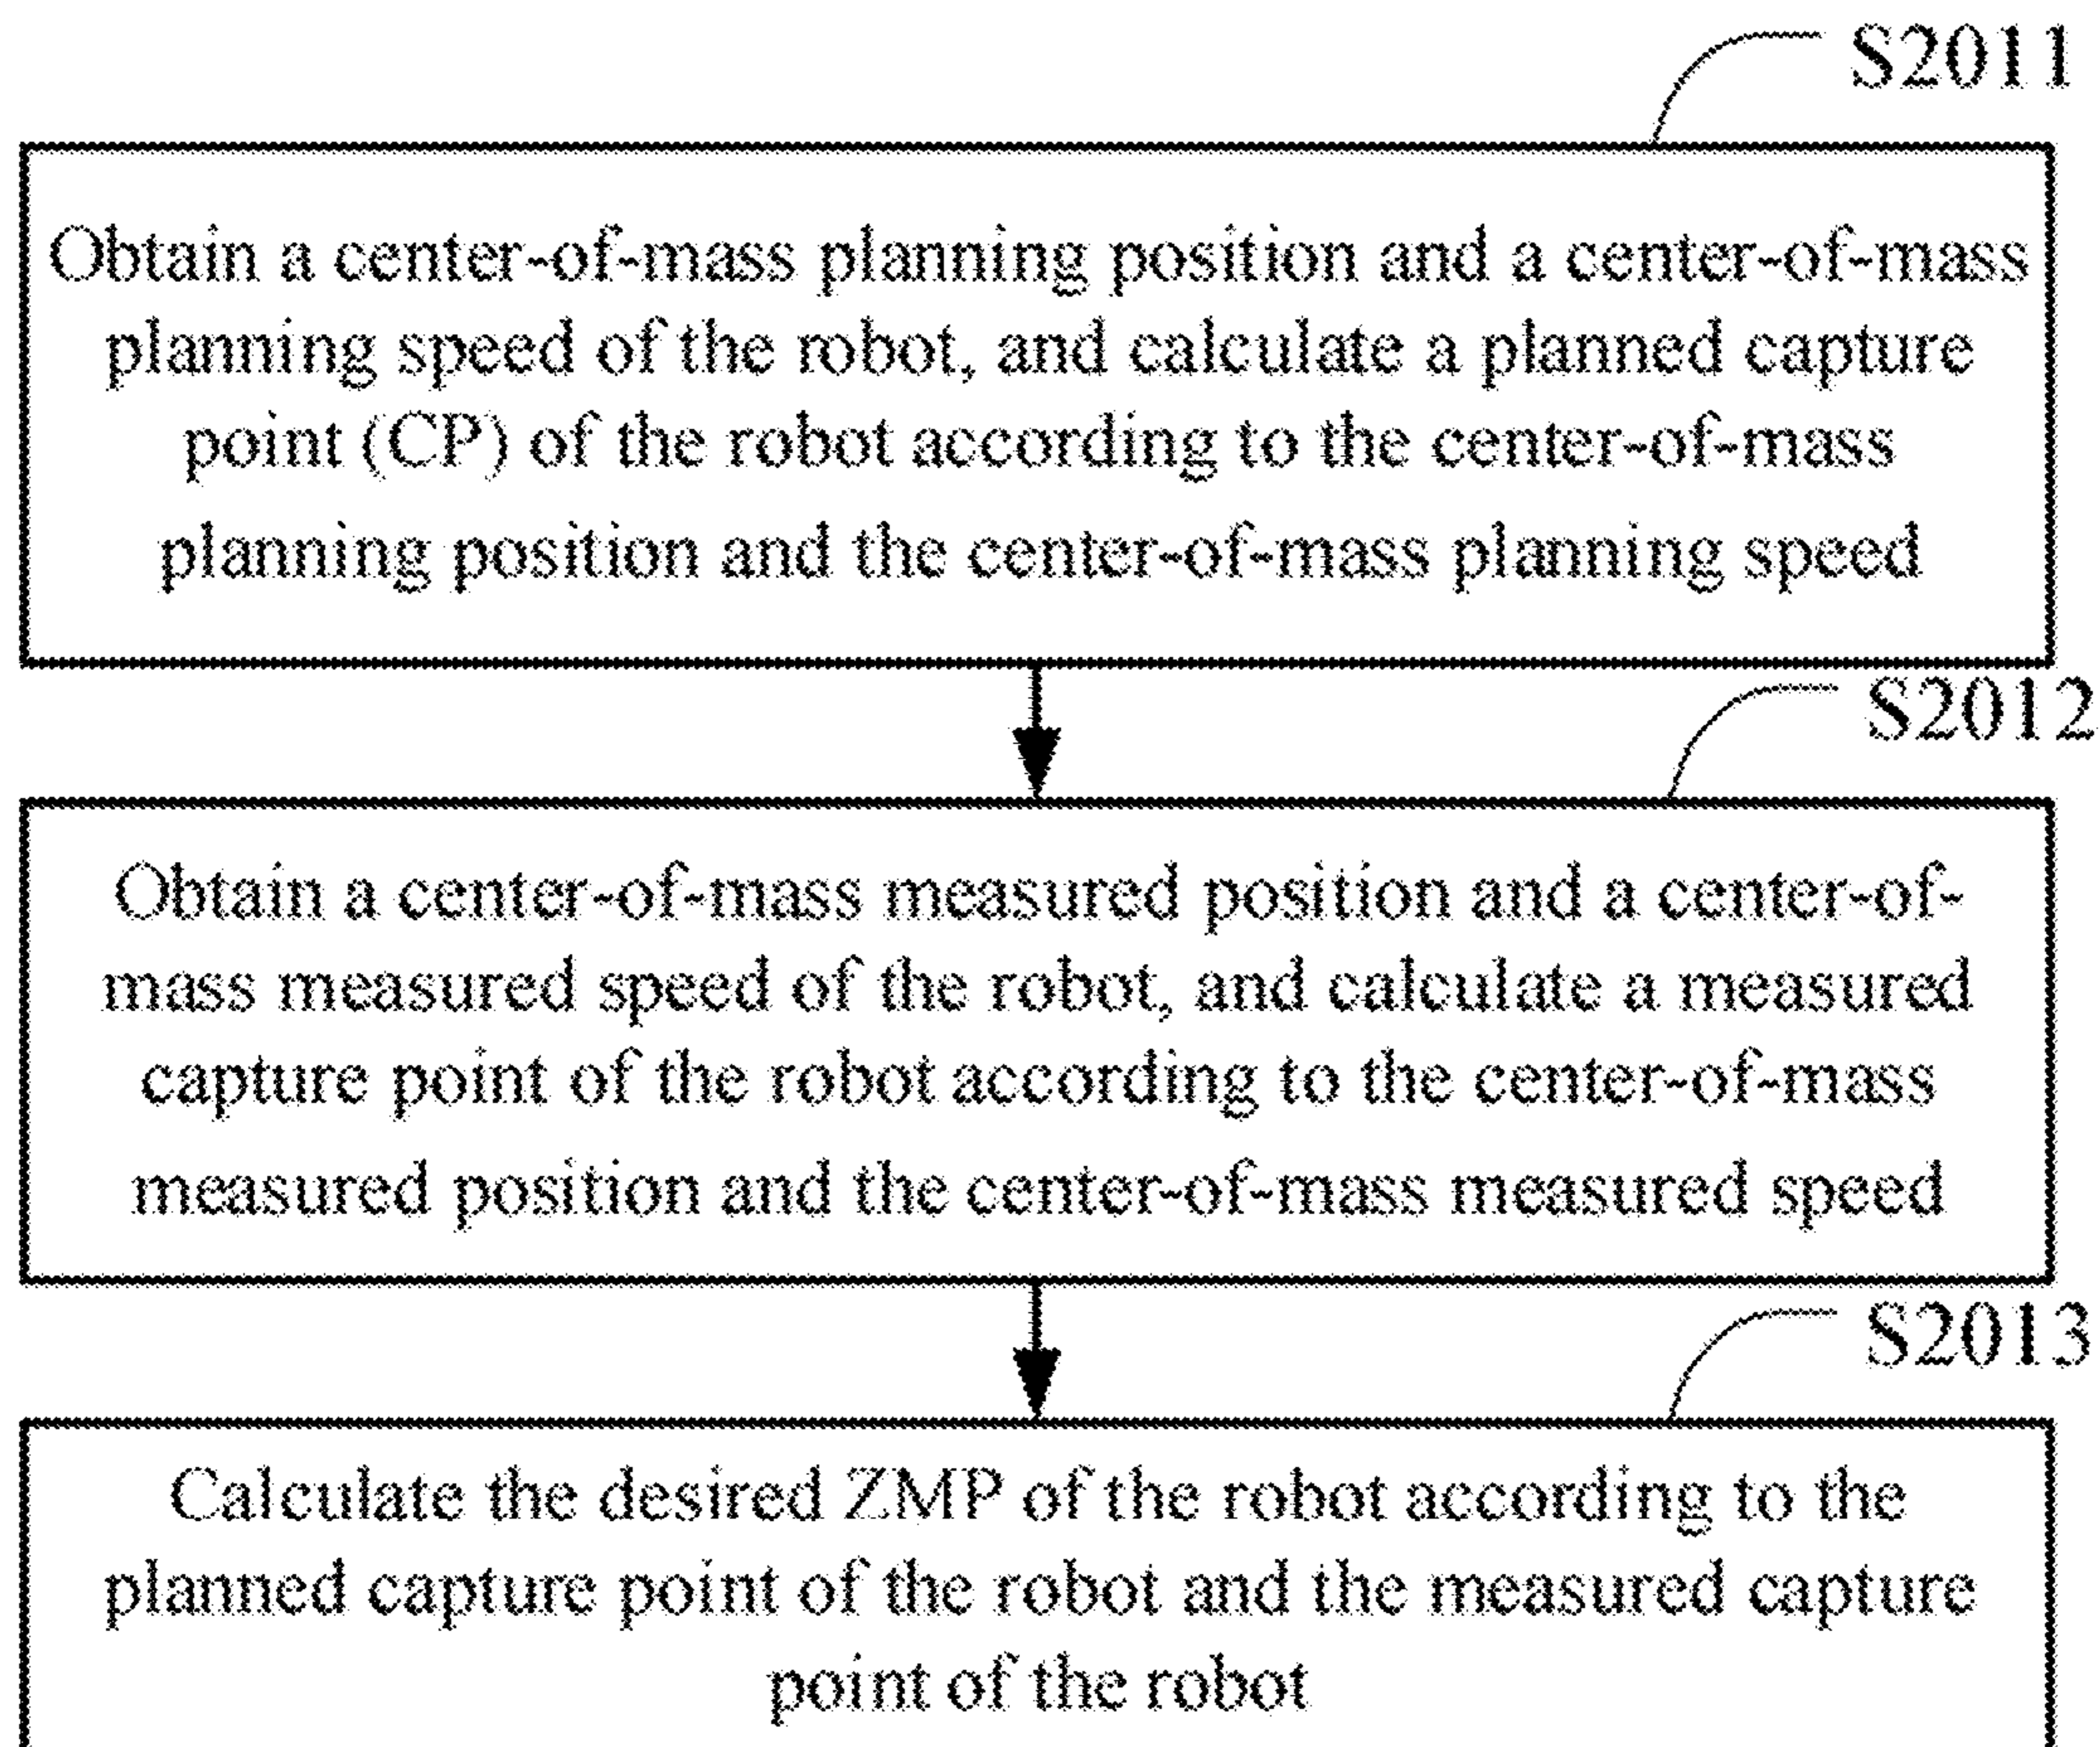 S2011
Obtain a center-of-mass planning position and a center-of-mass
planning speed of the robot, and calculate a planned capture
point (CP) of the robot according to the center-of-mass
planning position and the center-of-mass planning speed
S2012
Obtain a center-of-mass measured position and a center-of-
mass measured speed of the robot, and calculate a measured
capture point of the robot according to the center-of-mass
measured position and the center-of-mass measured speed
S2013
Calculate the desired ZMP of the robot according to the
planned capture point of the robot and the measured capture
point of the robot